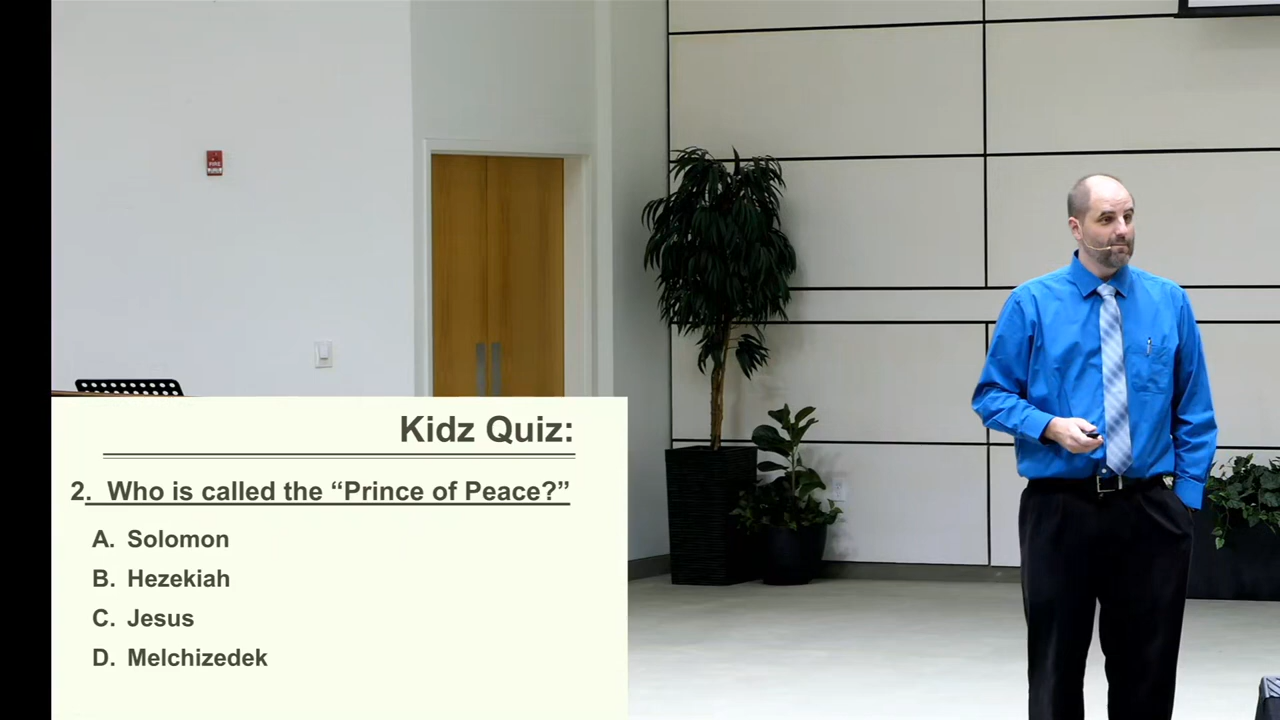 Kidz Quiz:
2. Who is called the “Prince of Peace?”
A. Solomon
B. Hezekiah
C. Jesus
D. Melchizedek